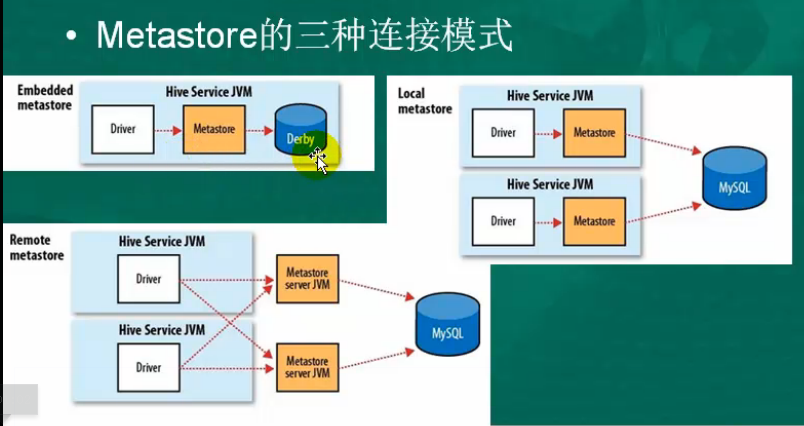 • Metastore的三种连接模式
Embedded
metastore
Hive Service JVM
Driver
Metastore
Derby
Local
metastore
Hive Service JVM
Driver
Metastore
Hive Service JVM
Driver
Metastore
MySQL
Remote
metastore
Hive Service JVM
Driver
Hive Service JVM
Driver
Metastore
server JVM
Metastore
server JVM
MySQL